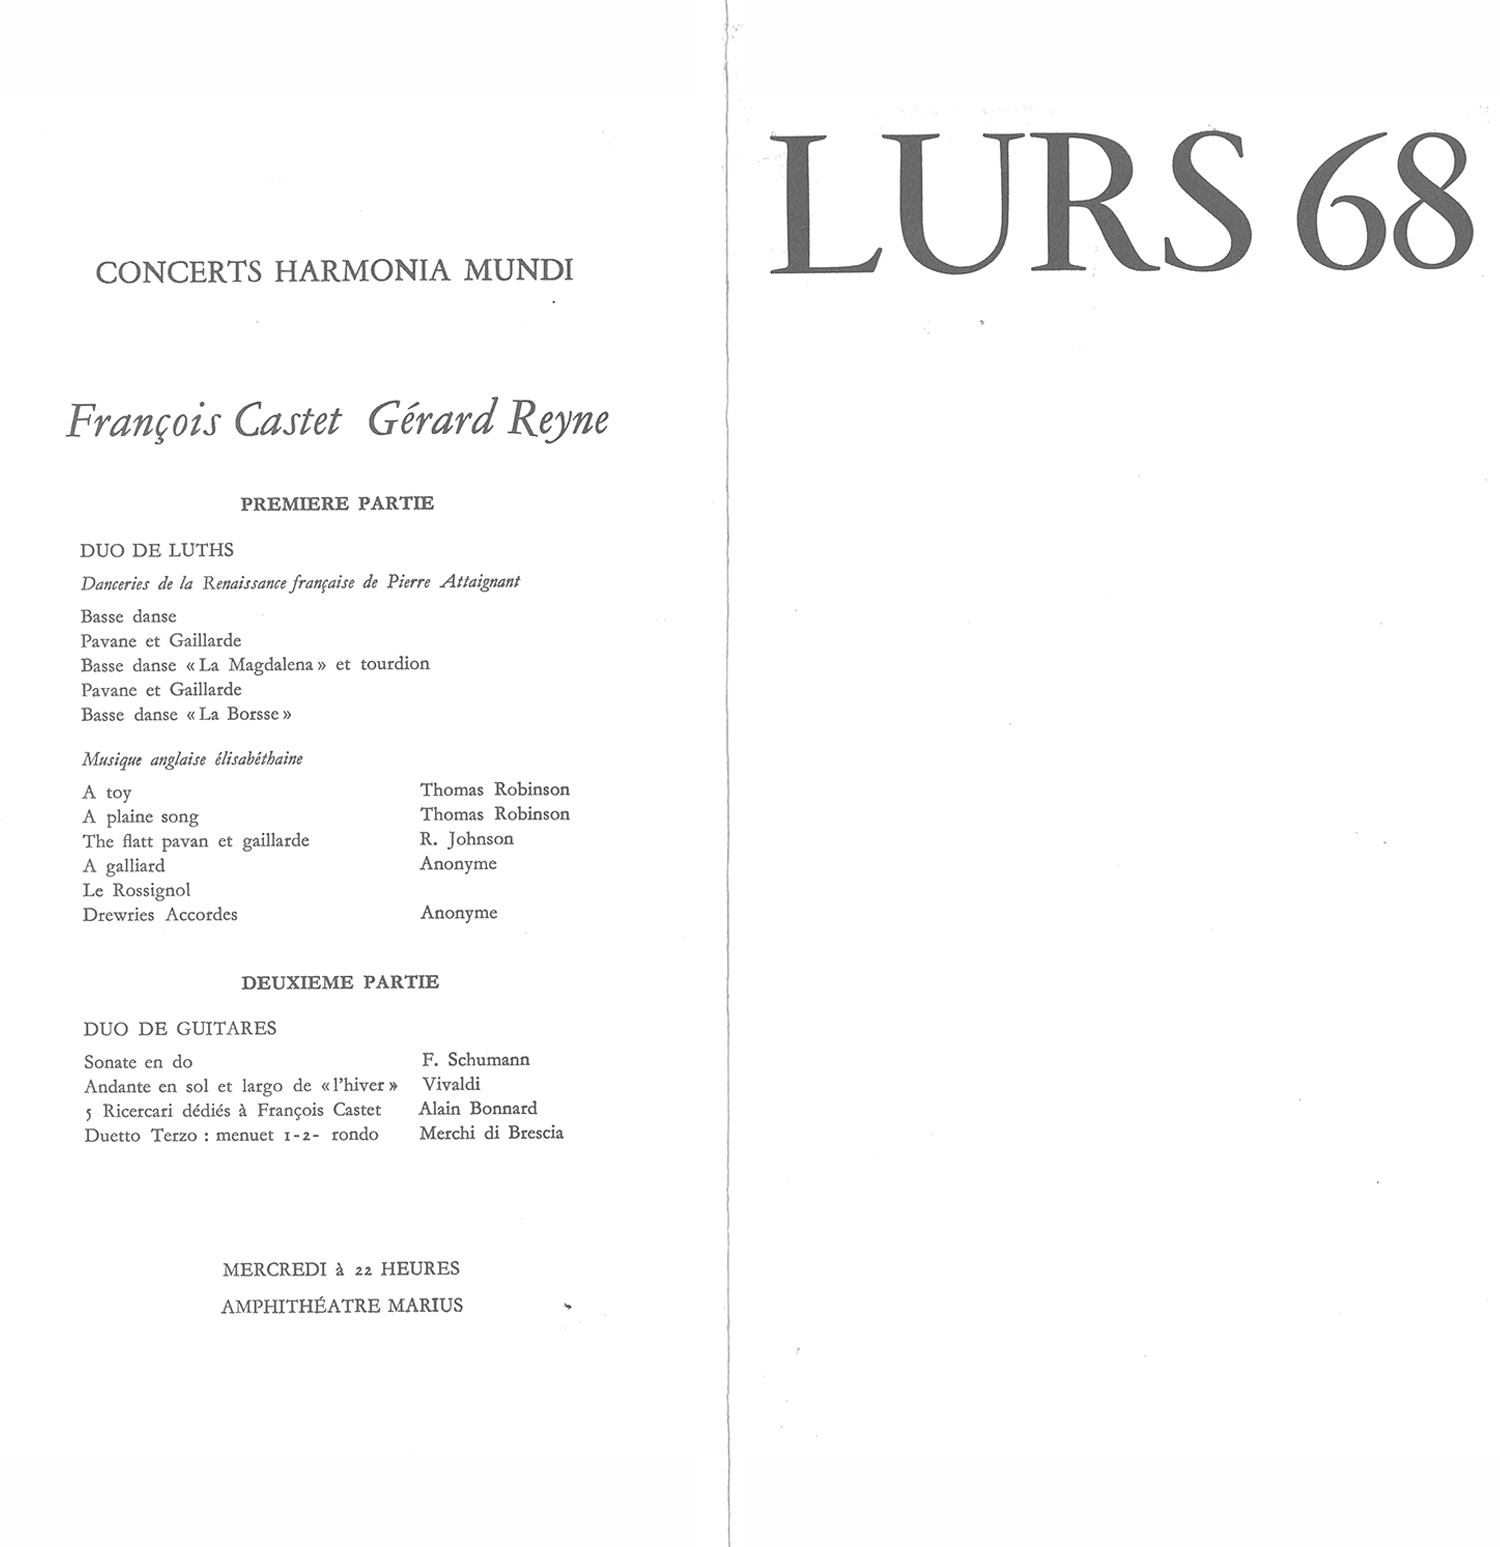 CONCERTS HARMONIA MUNDI
François Castet Gérard Reyne
PREMIERE PARTIE
DUO DE LUTHS
Danceries de la Renaissance française de Pierre Attaignant
Basse danse
Pavane et Gaillarde
Basse danse « La Magdalena » et tourdion
Pavane et Gaillarde
Basse danse « La Borsse »
Musique anglaise élisabéthaine
A toy Thomas Robinson
A plaine song Thomas Robinson
The flatt pavan et gaillarde R. Johnson
A galliard Anonyme
Le Rossignol
Drewries Accordes Anonyme
DEUXIEME PARTIE
DUO DE GUITARES
Sonate en do F. Schumann
Andante en sol et largo de « l'hiver » Vivaldi
5 Ricercari dédiés à François Castet Alain Bonnard
Duetto Terzo : menuet 1-2- rondo Merchi di Brescia
MERCREDI à 22 HEURES
AMPHITHÉATRE MARIUS
LURS 68